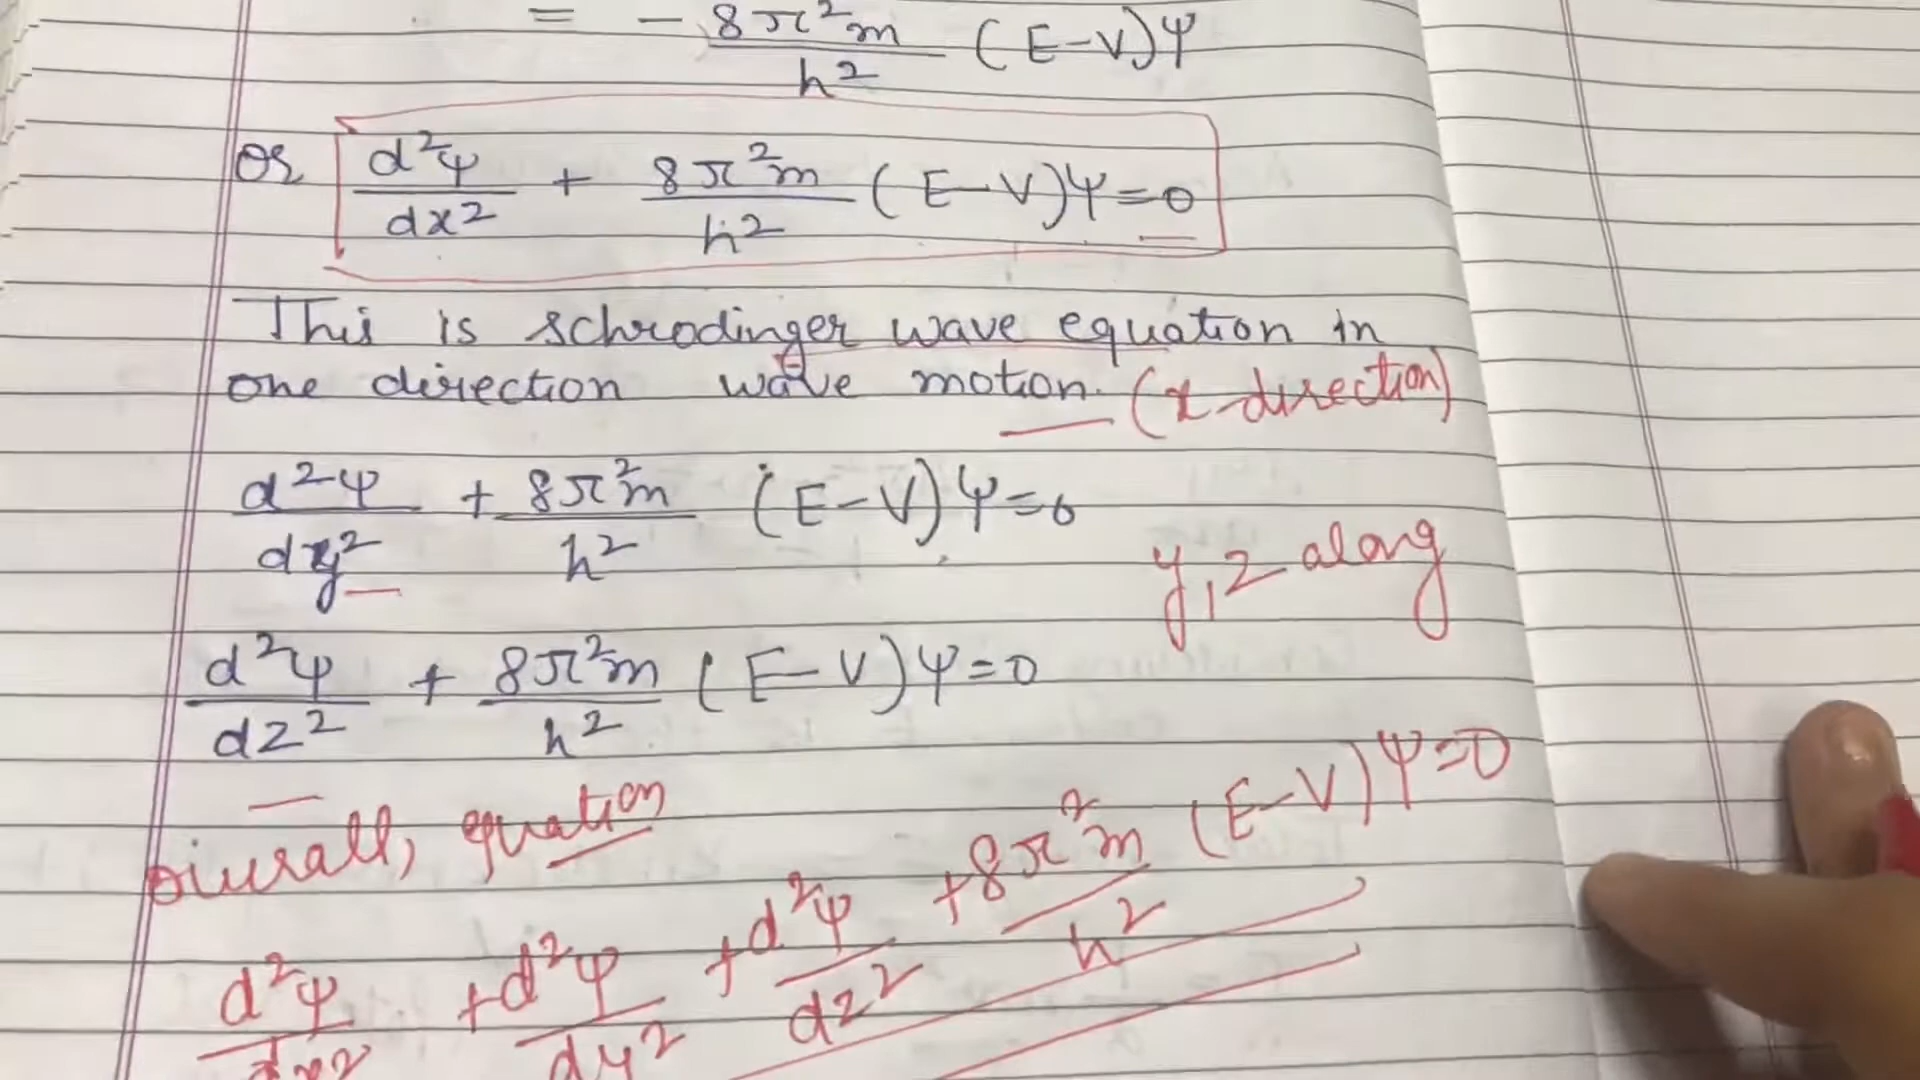 = - 8π²m/h² (E-V)Ψ
or d²ψ/dx² + 8π²m/h² (E-V)Ψ=0
This is schrodinger wave equation in
one direction wave motion. (x-direction)
d²ψ/dy² + 8π²m/h² (E-V)Ψ=0
y, z along
d²ψ/dz² + 8π²m/h² (E-V)Ψ=0
overall, equation
d²ψ/dx² + d²ψ/dy² + d²ψ/dz² + 8π²m/h² (E-V)Ψ=0